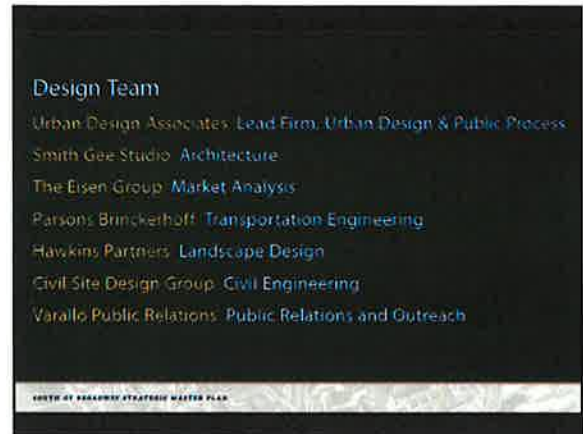 Design Team
Urban Design Associates Lead Firm, Urban Design & Public Process
Smith Gee Studio Architecture
The Eisen Group Market Analysis
Parsons Brinckerhoff Transportation Engineering
Hawkins Partners Landscape Design
Civil Site Design Group Civil Engineering
Varallo Public Relations Public Relations and Outreach
SOUTH OF BROADWAY STRATEGIC MASTER PLAN